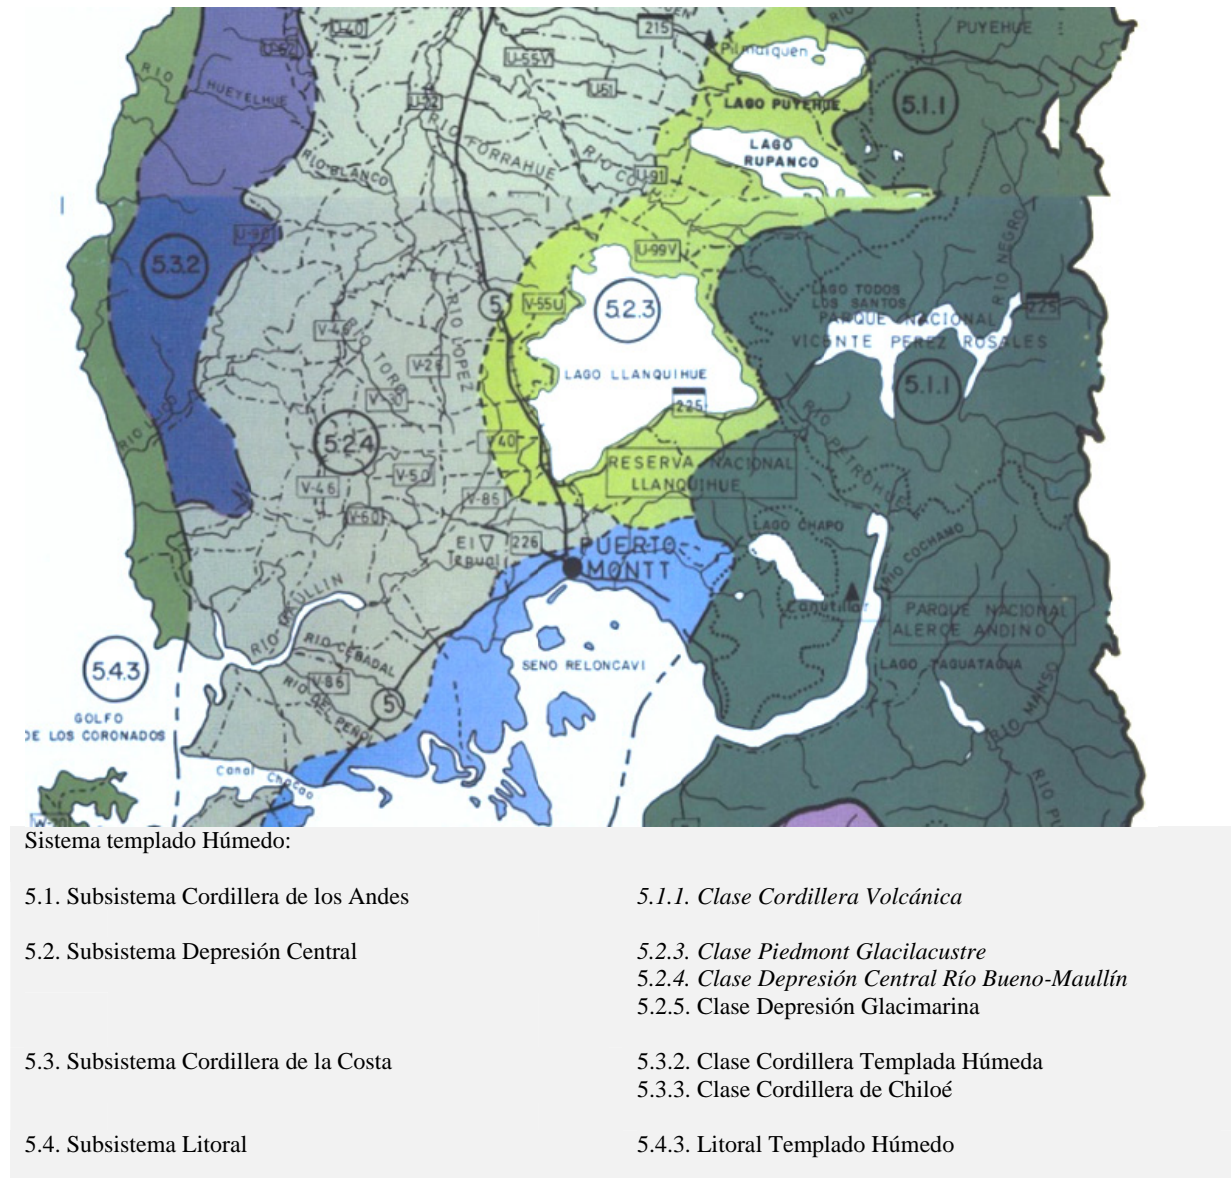 U-40
215
PUYEHUE
U-52
Pilmaiquen
U-55V
RIO
HUEYELHUE
U-51
U-22
LAGO PUYEHUE
5.1.1
RIO FORRAHUE
LAGO
RUPANCO
RIO BLANCO
U-91
U-99V
5.3.2
RIO NEGRO
LAGO TODOS
LOS SANTOS
5
V-55U
5.2.3
225
PARQUE NACIONAL
VICENTE PEREZ ROSALES
RIO TORO
RIO LOPEZ
V-26
LAGO LLANQUIHUE
5.1.1
V-30
225
5.2.4
V-40
RIO PETROHUE
RESERVA NACIONAL
LLANQUIHUE
V-50
V-46
V-86
V-60
LAGO CHAPO
El
Tepual
226
PUERTO
MONTT
RIO COCHAMO
Canutillar
PARQUE NACIONAL
ALERCE ANDINO
RIO MAULLIN
RIO CEBADAL
5.4.3
SENO RELONCAVI
LAGO TAGUATAGUA
V-86
RIO DEL PEÑON
5
RIO MANSO
GOLFO
DE LOS CORONADOS
Canal Chacao
Sistema templado Húmedo:
5.1. Subsistema Cordillera de los Andes
5.1.1. Clase Cordillera Volcánica
5.2. Subsistema Depresión Central
5.2.3. Clase Piedmont Glacilacustre
5.2.4. Clase Depresión Central Río Bueno-Maullín
5.2.5. Clase Depresión Glacimarina
5.3. Subsistema Cordillera de la Costa
5.3.2. Clase Cordillera Templada Húmeda
5.3.3. Clase Cordillera de Chiloé
5.4. Subsistema Litoral
5.4.3. Litoral Templado Húmedo